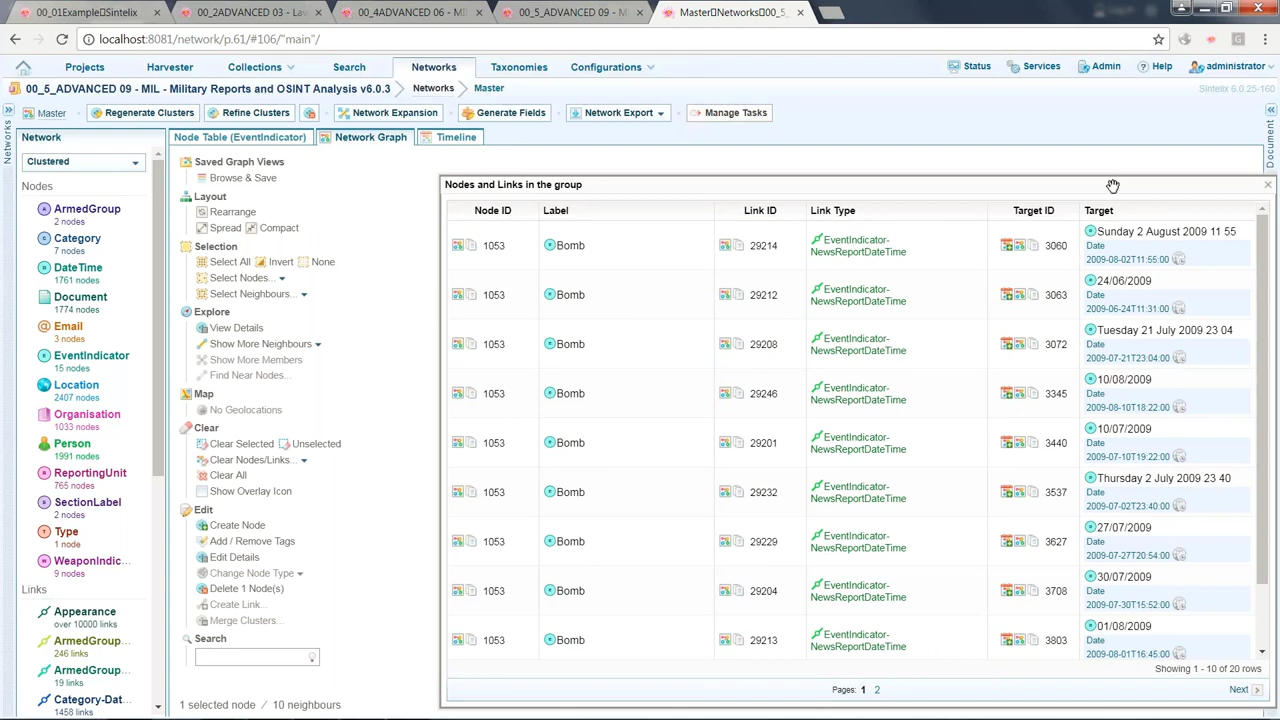 00_01Example Sintelix
00_2ADVANCED 03 - La
00_4ADVANCED 06 - MIL
00_5_ADVANCED 09 - MIL
Master Networks 00_5_
localhost:8081/network/p.61/#106/"main"/
Projects
Harvester
Collections
Search
Networks
Taxonomies
Configurations
Status
Services
Admin
Help
administrator
00_5_ADVANCED 09 - MIL - Military Reports and OSINT Analysis v6.0.3
Networks
Master
Sintelix 6.0.25-160
Master
Regenerate Clusters
Refine Clusters
Network Expansion
Generate Fields
Network Export
Manage Tasks
Networks
Document
Network
Node Table (EventIndicator)
Network Graph
Timeline
Clustered
Nodes
ArmedGroup
2 nodes
Category
7 nodes
DateTime
1761 nodes
Document
1774 nodes
Email
3 nodes
EventIndicator
15 nodes
Location
2407 nodes
Organisation
1033 nodes
Person
1991 nodes
ReportingUnit
765 nodes
SectionLabel
2 nodes
Type
1 node
WeaponIndic...
9 nodes
Links
Appearance
over 10000 links
ArmedGroup...
246 links
ArmedGroup...
19 links
Category-Dat...
1458 links
Saved Graph Views
Browse & Save
Layout
Rearrange
Spread Compact
Selection
Select All Invert None
Select Nodes...
Select Neighbours...
Explore
View Details
Show More Neighbours
Show More Members
Find Near Nodes...
Map
No Geolocations
Clear
Clear Selected Unselected
Clear Nodes/Links...
Clear All
Show Overlay Icon
Edit
Create Node
Add / Remove Tags
Edit Details
Change Node Type
Delete 1 Node(s)
Create Link...
Merge Clusters...
Search
1 selected node / 10 neighbours
Nodes and Links in the group
Node ID Label Link ID Link Type Target ID Target
1053 Bomb 29214 EventIndicator-NewsReportDateTime 3060 Sunday 2 August 2009 11 55
Date
2009-08-02T11:55:00
1053 Bomb 29212 EventIndicator-NewsReportDateTime 3063 24/06/2009
Date
2009-06-24T11:31:00
1053 Bomb 29208 EventIndicator-NewsReportDateTime 3072 Tuesday 21 July 2009 23 04
Date
2009-07-21T23:04:00
1053 Bomb 29246 EventIndicator-NewsReportDateTime 3345 10/08/2009
Date
2009-08-10T18:22:00
1053 Bomb 29201 EventIndicator-NewsReportDateTime 3440 10/07/2009
Date
2009-07-10T19:22:00
1053 Bomb 29232 EventIndicator-NewsReportDateTime 3537 Thursday 2 July 2009 23 40
Date
2009-07-02T23:40:00
1053 Bomb 29229 EventIndicator-NewsReportDateTime 3627 27/07/2009
Date
2009-07-27T20:54:00
1053 Bomb 29204 EventIndicator-NewsReportDateTime 3708 30/07/2009
Date
2009-07-30T15:52:00
1053 Bomb 29213 EventIndicator-NewsReportDateTime 3803 01/08/2009
Date
2009-08-01T16:45:00
Showing 1 - 10 of 20 rows
Pages: 1 2
Next